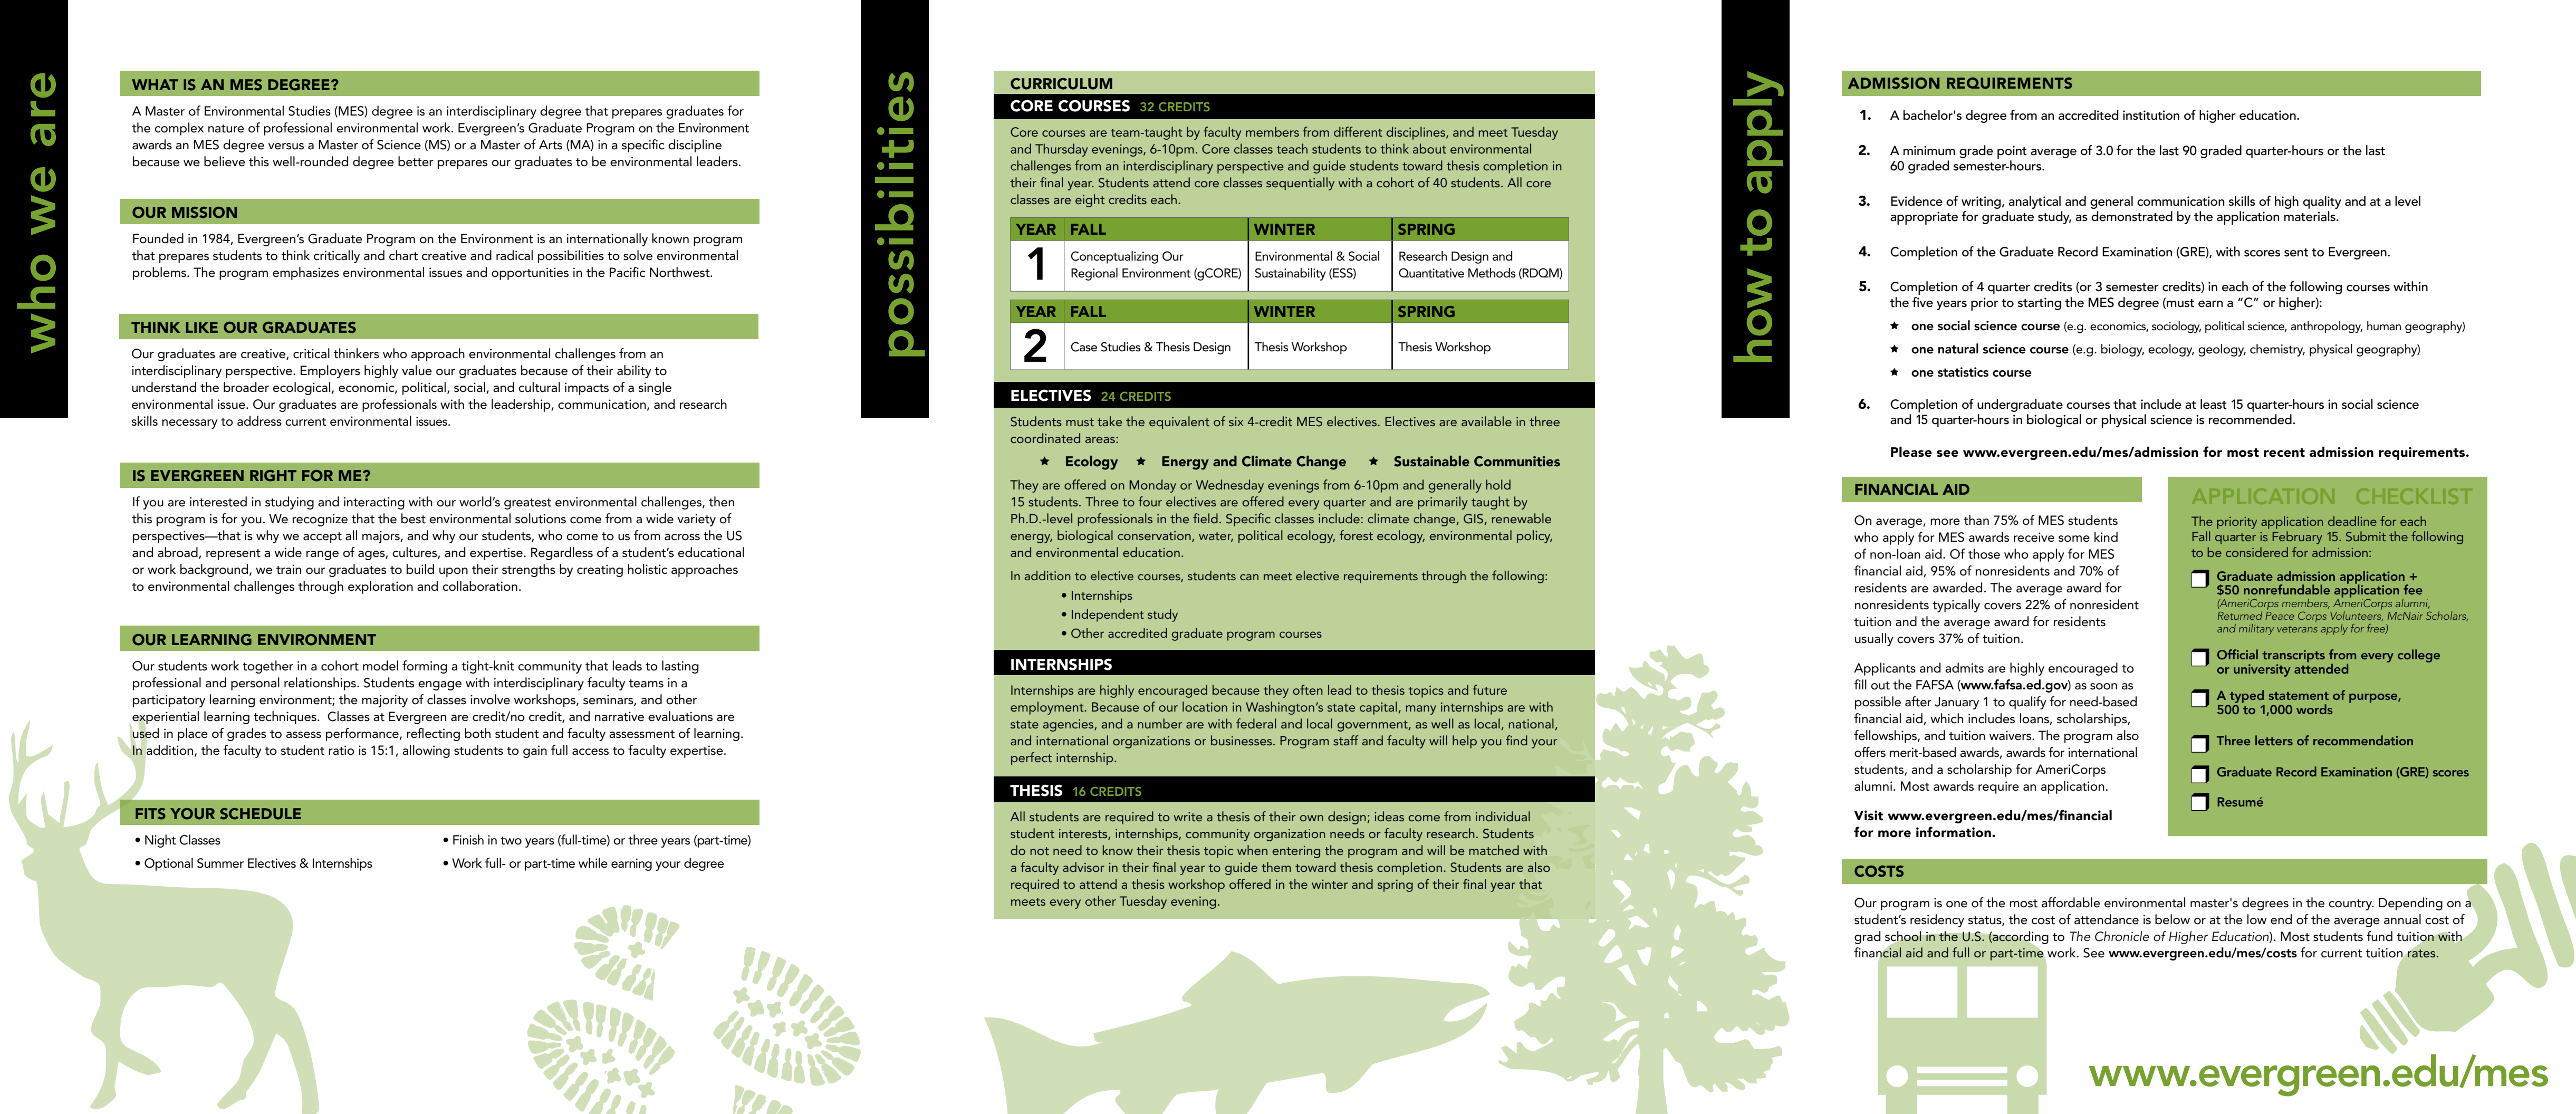 who we are
WHAT IS AN MES DEGREE?
A Master of Environmental Studies (MES) degree is an interdisciplinary degree that prepares graduates for
the complex nature of professional environmental work. Evergreen's Graduate Program on the Environment
awards an MES degree versus a Master of Science (MS) or a Master of Arts (MA) in a specific discipline
because we believe this well-rounded degree better prepares our graduates to be environmental leaders.
OUR MISSION
Founded in 1984, Evergreen's Graduate Program on the Environment is an internationally known program
that prepares students to think critically and chart creative and radical possibilities to solve environmental
problems. The program emphasizes environmental issues and opportunities in the Pacific Northwest.
THINK LIKE OUR GRADUATES
Our graduates are creative, critical thinkers who approach environmental challenges from an
interdisciplinary perspective. Employers highly value our graduates because of their ability to
understand the broader ecological, economic, political, social, and cultural impacts of a single
environmental issue. Our graduates are professionals with the leadership, communication, and research
skills necessary to address current environmental issues.
IS EVERGREEN RIGHT FOR ME?
If you are interested in studying and interacting with our world's greatest environmental challenges, then
this program is for you. We recognize that the best environmental solutions come from a wide variety of
perspectives—that is why we accept all majors, and why our students, who come to us from across the US
and abroad, represent a wide range of ages, cultures, and expertise. Regardless of a student's educational
or work background, we train our graduates to build upon their strengths by creating holistic approaches
to environmental challenges through exploration and collaboration.
OUR LEARNING ENVIRONMENT
Our students work together in a cohort model forming a tight-knit community that leads to lasting
professional and personal relationships. Students engage with interdisciplinary faculty teams in a
participatory learning environment; the majority of classes involve workshops, seminars, and other
experiential learning techniques. Classes at Evergreen are credit/no credit, and narrative evaluations are
used in place of grades to assess performance, reflecting both student and faculty assessment of learning.
In addition, the faculty to student ratio is 15:1, allowing students to gain full access to faculty expertise.
FITS YOUR SCHEDULE
• Night Classes
• Optional Summer Electives & Internships
• Finish in two years (full-time) or three years (part-time)
• Work full- or part-time while earning your degree
possibilities
CURRICULUM
CORE COURSES 32 CREDITS
Core courses are team-taught by faculty members from different disciplines, and meet Tuesday
and Thursday evenings, 6-10pm. Core classes teach students to think about environmental
challenges from an interdisciplinary perspective and guide students toward thesis completion in
their final year. Students attend core classes sequentially with a cohort of 40 students. All core
classes are eight credits each.
YEAR FALL WINTER SPRING
1 Conceptualizing Our Environmental & Social Research Design and
Regional Environment (gCORE) Sustainability (ESS) Quantitative Methods (RDQM)
YEAR FALL WINTER SPRING
2 Case Studies & Thesis Design Thesis Workshop Thesis Workshop
ELECTIVES 24 CREDITS
Students must take the equivalent of six 4-credit MES electives. Electives are available in three
coordinated areas:
★ Ecology ★ Energy and Climate Change ★ Sustainable Communities
They are offered on Monday or Wednesday evenings from 6-10pm and generally hold
15 students. Three to four electives are offered every quarter and are primarily taught by
Ph.D.-level professionals in the field. Specific classes include: climate change, GIS, renewable
energy, biological conservation, water, political ecology, forest ecology, environmental policy,
and environmental education.
In addition to elective courses, students can meet elective requirements through the following:
• Internships
• Independent study
• Other accredited graduate program courses
INTERNSHIPS
Internships are highly encouraged because they often lead to thesis topics and future
employment. Because of our location in Washington's state capital, many internships are with
state agencies, and a number are with federal and local government, as well as local, national,
and international organizations or businesses. Program staff and faculty will help you find your
perfect internship.
THESIS 16 CREDITS
All students are required to write a thesis of their own design; ideas come from individual
student interests, internships, community organization needs or faculty research. Students
do not need to know their thesis topic when entering the program and will be matched with
a faculty advisor in their final year to guide them toward thesis completion. Students are also
required to attend a thesis workshop offered in the winter and spring of their final year that
meets every other Tuesday evening.
how to apply
ADMISSION REQUIREMENTS
1. A bachelor's degree from an accredited institution of higher education.
2. A minimum grade point average of 3.0 for the last 90 graded quarter-hours or the last
60 graded semester-hours.
3. Evidence of writing, analytical and general communication skills of high quality and at a level
appropriate for graduate study, as demonstrated by the application materials.
4. Completion of the Graduate Record Examination (GRE), with scores sent to Evergreen.
5. Completion of 4 quarter credits (or 3 semester credits) in each of the following courses within
the five years prior to starting the MES degree (must earn a "C" or higher):
★ one social science course (e.g. economics, sociology, political science, anthropology, human geography)
★ one natural science course (e.g. biology, ecology, geology, chemistry, physical geography)
★ one statistics course
6. Completion of undergraduate courses that include at least 15 quarter-hours in social science
and 15 quarter-hours in biological or physical science is recommended.
Please see www.evergreen.edu/mes/admission for most recent admission requirements.
FINANCIAL AID
On average, more than 75% of MES students
who apply for MES awards receive some kind
of non-loan aid. Of those who apply for MES
financial aid, 95% of nonresidents and 70% of
residents are awarded. The average award for
nonresidents typically covers 22% of nonresident
tuition and the average award for residents
usually covers 37% of tuition.
Applicants and admits are highly encouraged to
fill out the FAFSA (www.fafsa.ed.gov) as soon as
possible after January 1 to qualify for need-based
financial aid, which includes loans, scholarships,
fellowships, and tuition waivers. The program also
offers merit-based awards, awards for international
students, and a scholarship for AmeriCorps
alumni. Most awards require an application.
Visit www.evergreen.edu/mes/financial
for more information.
APPLICATION CHECKLIST
The priority application deadline for each
Fall quarter is February 15. Submit the following
to be considered for admission:
Graduate admission application +
$50 nonrefundable application fee
(AmeriCorps members, AmeriCorps alumni,
Returned Peace Corps Volunteers, McNair Scholars,
and military veterans apply for free)
Official transcripts from every college
or university attended
A typed statement of purpose,
500 to 1,000 words
Three letters of recommendation
Graduate Record Examination (GRE) scores
Resumé
COSTS
Our program is one of the most affordable environmental master's degrees in the country. Depending on a
student's residency status, the cost of attendance is below or at the low end of the average annual cost of
grad school in the U.S. (according to The Chronicle of Higher Education). Most students fund tuition with
financial aid and full or part-time work. See www.evergreen.edu/mes/costs for current tuition rates.
www.evergreen.edu/mes